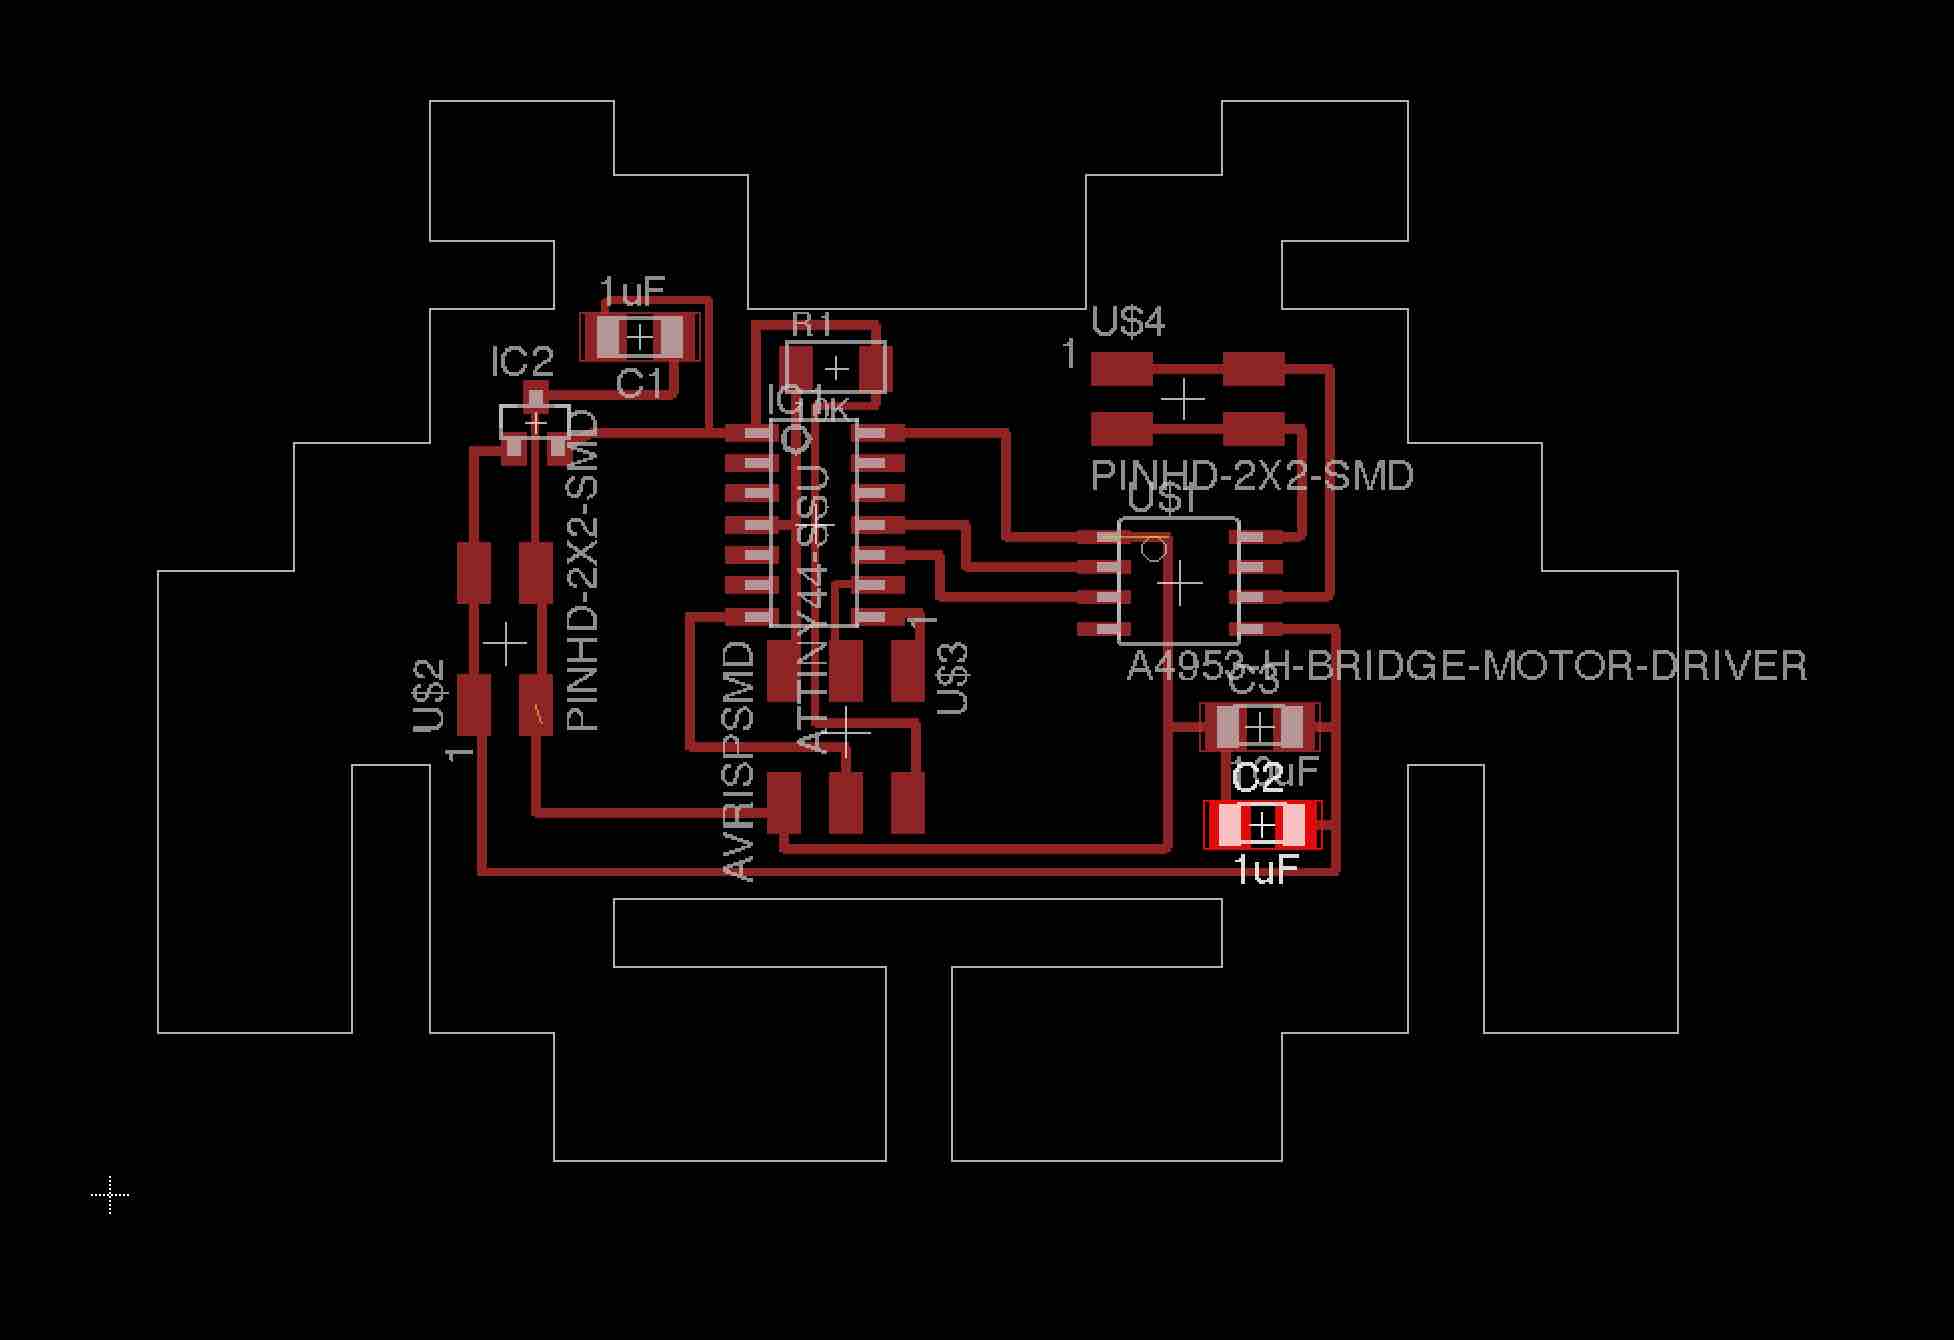 1uF
R1
U$4
1
IC2
C1
IC1
10K
PINHD-2X2-SMD
PINHD-2X2-SMD
U$1
ATTINY44-SSU
1
U$3
U$2
1
AVRISPSMD
A4953-H-BRIDGE-MOTOR-DRIVER
C3
10uF
C2
1uF